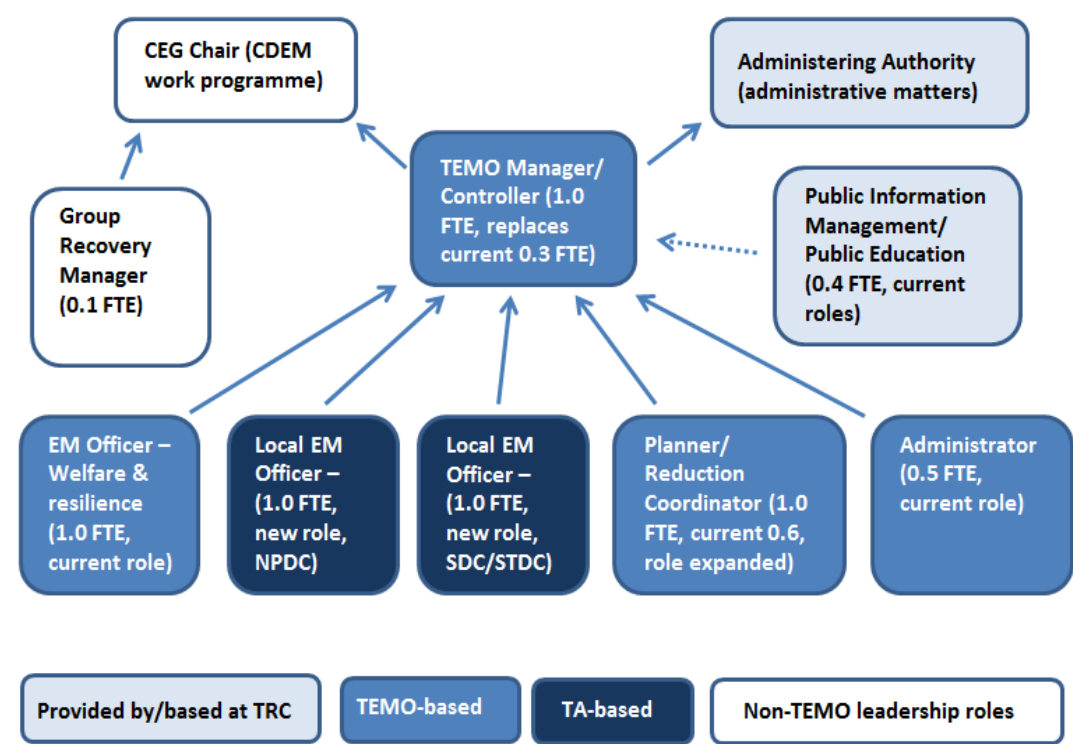 CEG Chair (CDEM
work programme)
Administering Authority
(administrative matters)
TEMO Manager/
Controller (1.0
FTE, replaces
current 0.3 FTE)
Group
Recovery
Manager
(0.1 FTE)
Public Information
Management/
Public Education
(0.4 FTE, current
roles)
EM Officer –
Welfare &
resilience
(1.0 FTE,
current role)
Local EM
Officer –
(1.0 FTE,
new role,
NPDC)
Local EM
Officer –
(1.0 FTE,
new role,
SDC/STDC)
Planner/
Reduction
Coordinator (1.0
FTE, current 0.6,
role expanded)
Administrator
(0.5 FTE,
current role)
Provided by/based at TRC
TEMO-based
TA-based
Non-TEMO leadership roles